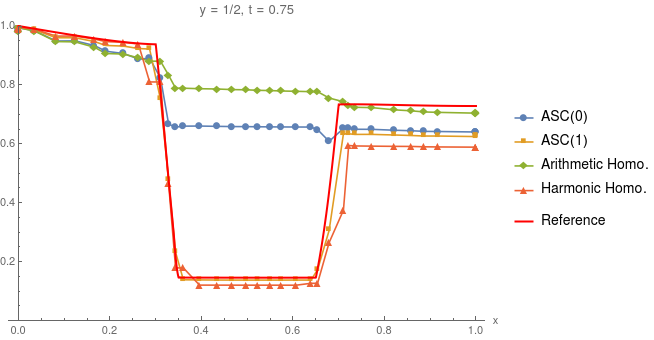 y = 1/2, t = 0.75
1.0
0.8
0.6
0.4
0.2
0.0
0.2
0.4
0.6
0.8
1.0
x
ASC(0)
ASC(1)
Arithmetic Homo.
Harmonic Homo.
Reference